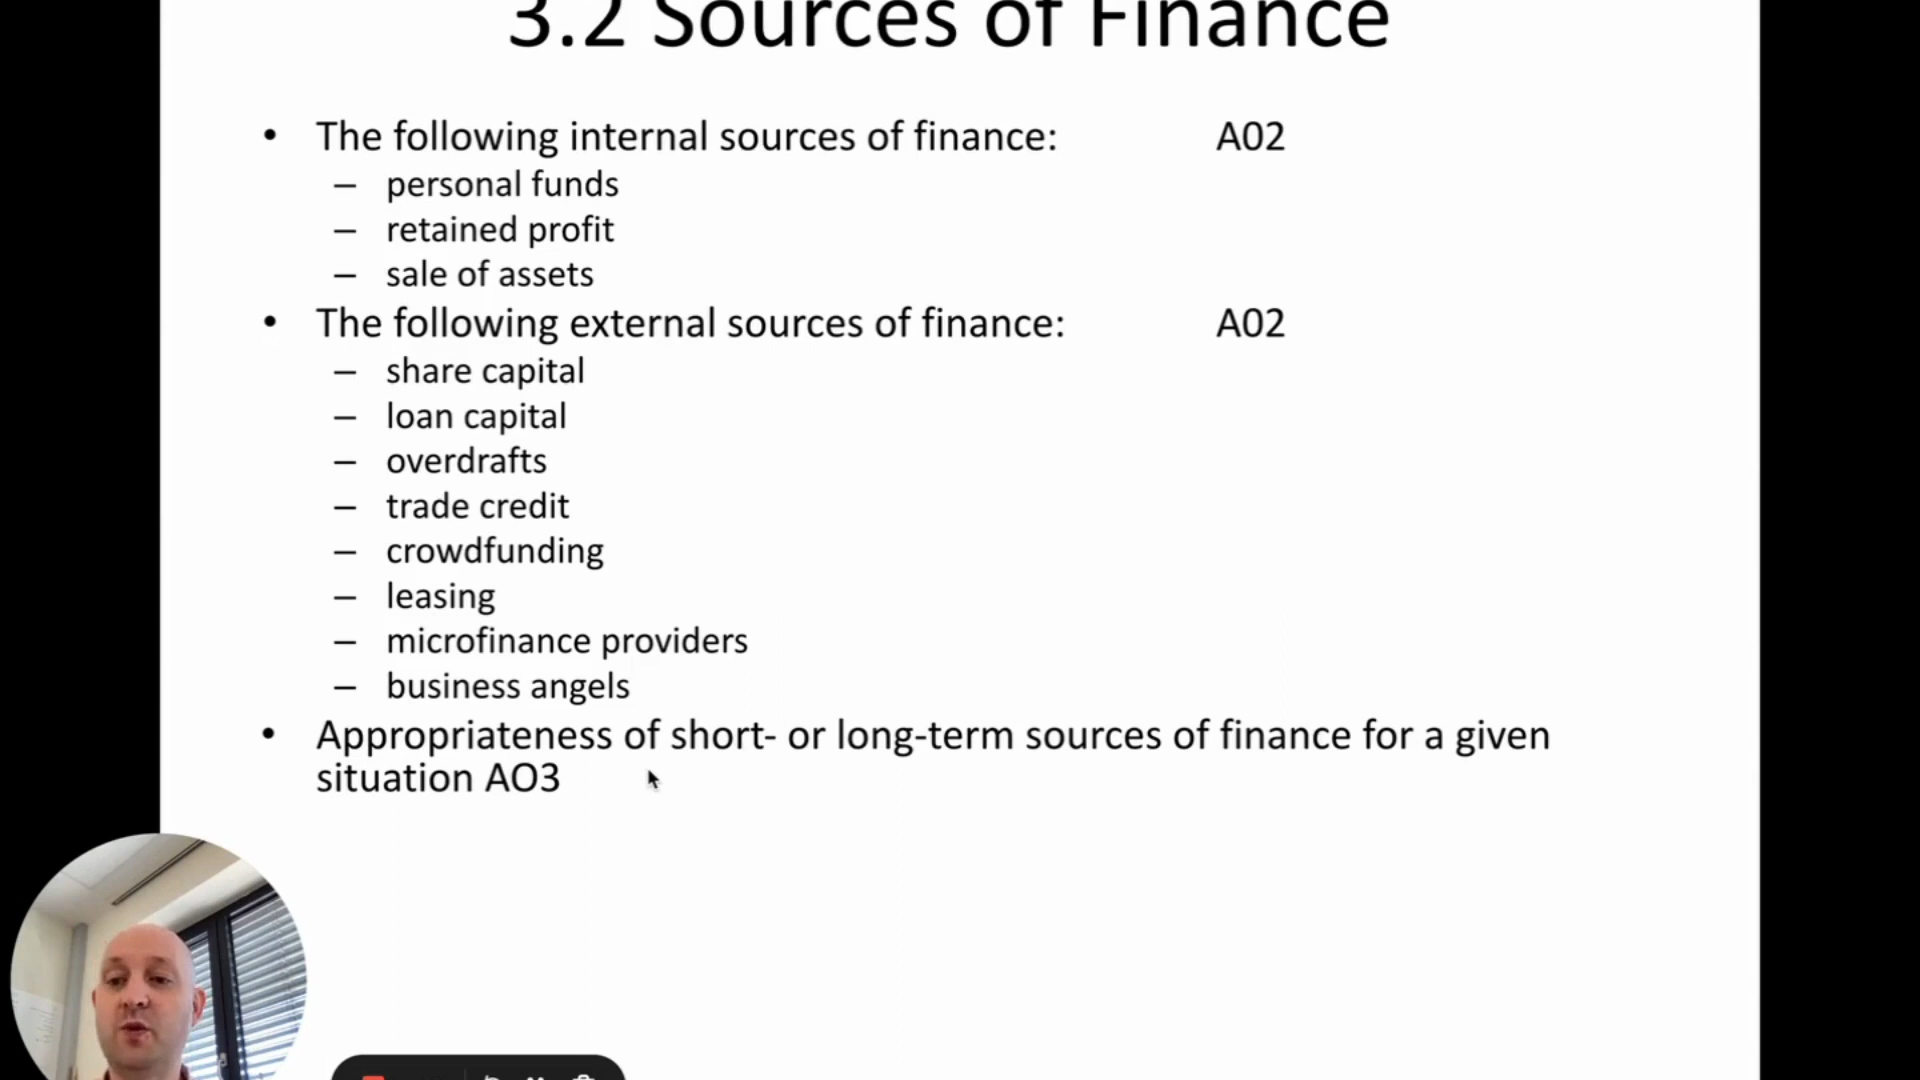 3.2 Sources of Finance
• The following internal sources of finance: A02
– personal funds
– retained profit
– sale of assets
• The following external sources of finance: A02
– share capital
– loan capital
– overdrafts
– trade credit
– crowdfunding
– leasing
– microfinance providers
– business angels
• Appropriateness of short- or long-term sources of finance for a given
situation AO3